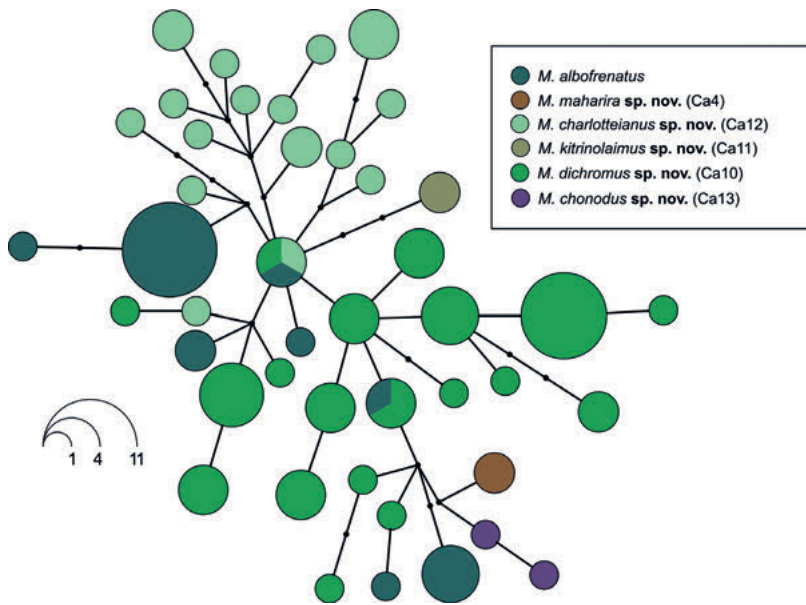 M. albofrenatus
M. maharira sp. nov. (Ca4)
M. charlotteianus sp. nov. (Ca12)
M. kitrinolaimus sp. nov. (Ca11)
M. dichromus sp. nov. (Ca10)
M. chonodus sp. nov. (Ca13)
1 4 11